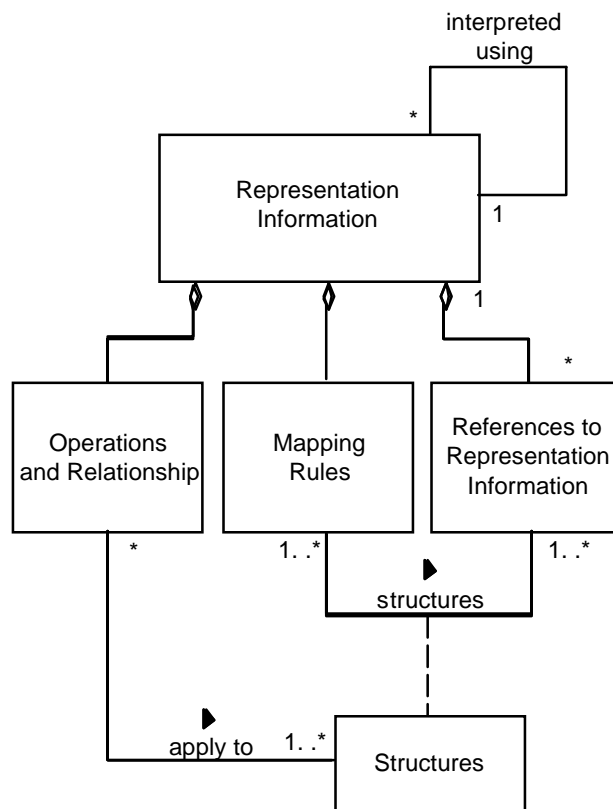 interpreted
using
*
Representation
Information
1
1
*
Operations
and Relationship
Mapping
Rules
References to
Representation
Information
*
1. .*
1. .*
structures
apply to
1. .*
Structures